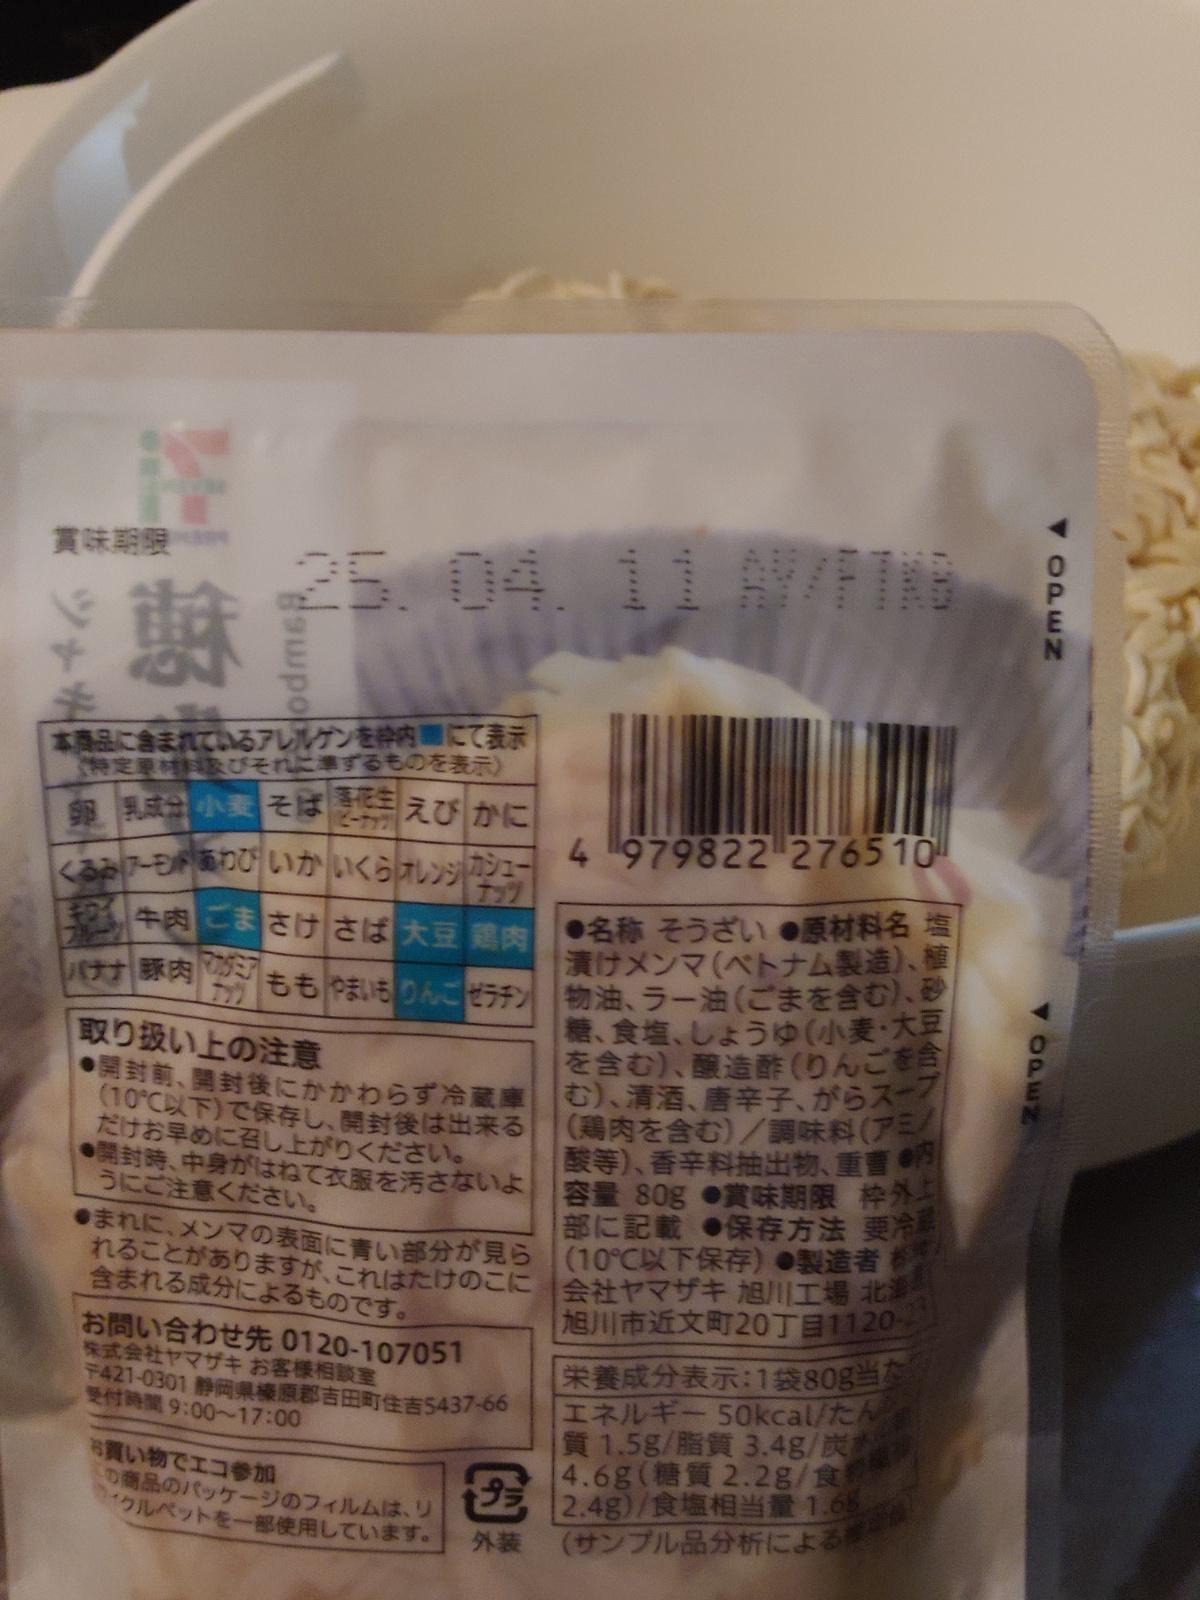 賞味期限
25.04.11 AY/FTKB
◀OPEN
本商品に含まれているアレルゲンを枠内■にて表示
(特定原材料及びそれに準ずるものを表示)
卵 乳成分 小麦 そば 落花生(ピーナッツ) えび かに
くるみ アーモンド あわび いか いくら オレンジ カシューナッツ
キウイフルーツ 牛肉 ごま さけ さば 大豆 鶏肉
バナナ 豚肉 マカダミアナッツ もも やまいも りんご ゼラチン
取り扱い上の注意
●開封前、開封後にかかわらず冷蔵庫
(10℃以下)で保存し、開封後は出来る
だけお早めに召し上がりください。
●開封時、中身がはねて衣服を汚さないよ
うにご注意ください。
●まれに、メンマの表面に青い部分が見ら
れることがありますが、これはたけのこに
含まれる成分によるものです。
お問い合わせ先 0120-107051
株式会社ヤマザキ お客様相談室
〒421-0301 静岡県榛原郡吉田町住吉5437-66
受付時間 9:00～17:00
お買い物でエコ参加
この商品のパッケージのフィルムは、リ
サイクルペットを一部使用しています。
プラ
外装
4 979822 276510
●名称 そうざい ●原材料名 塩
漬けメンマ(ベトナム製造)、植
物油、ラー油(ごまを含む)、砂
糖、食塩、しょうゆ(小麦・大豆
を含む)、醸造酢(りんごを含
む)、清酒、唐辛子、がらスープ
(鶏肉を含む)/調味料(アミノ
酸等)、香辛料抽出物、重曹 ●内
容量 80g ●賞味期限 枠外上
部に記載 ●保存方法 要冷蔵
(10℃以下保存) ●製造者 株式
会社ヤマザキ 旭川工場 北海道
旭川市近文町20丁目1120-
栄養成分表示:1袋80g当た
エネルギー 50kcal/たん
質 1.5g/脂質 3.4g/炭
4.6g(糖質 2.2g/食物繊維
2.4g)/食塩相当量 1.6g
(サンプル品分析による
◀OPEN